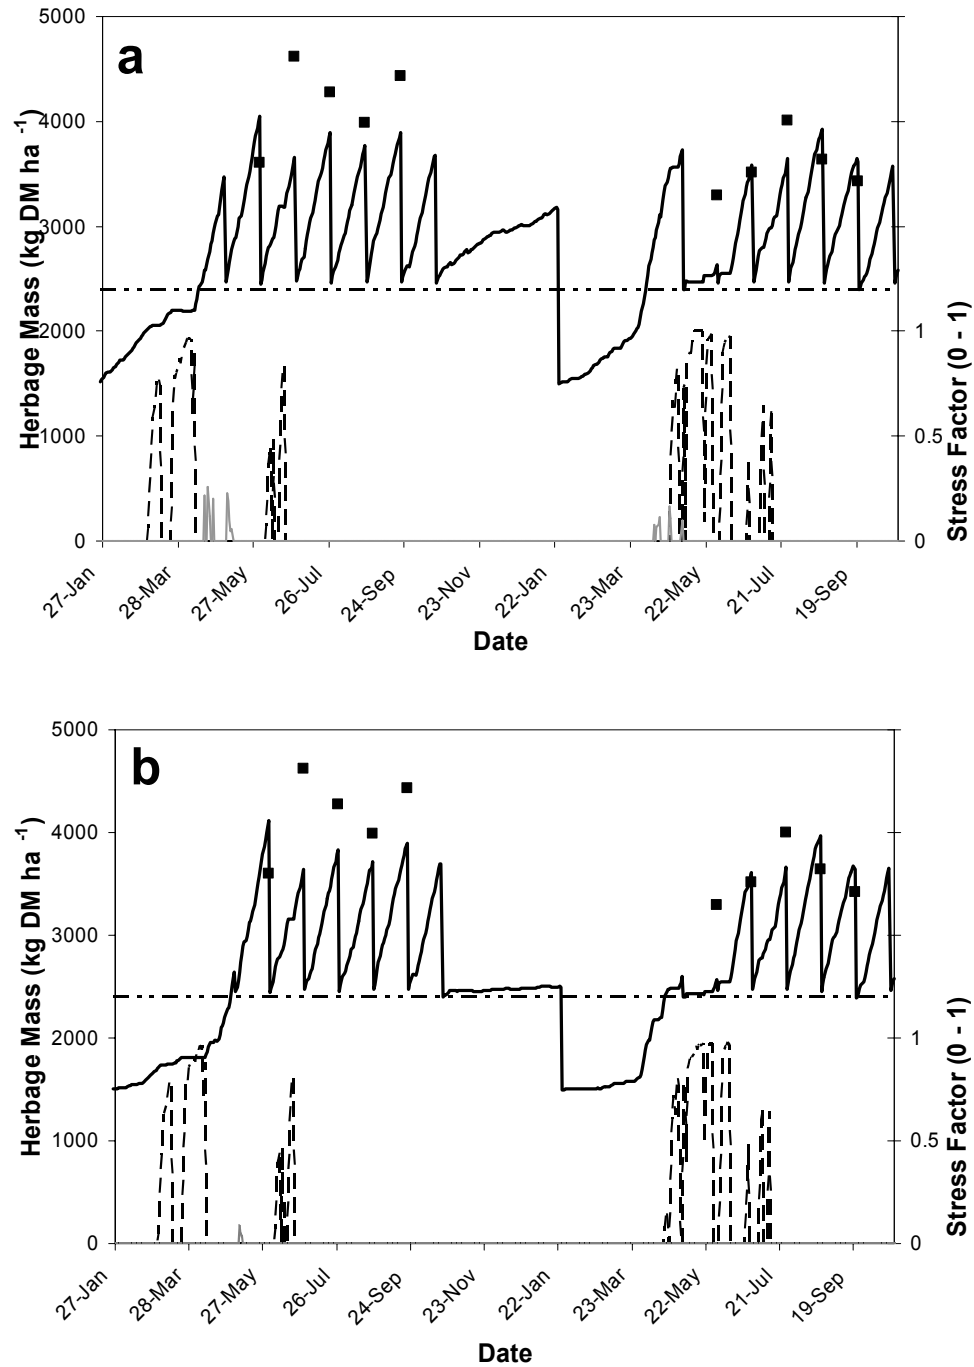 a
Herbage Mass (kg DM ha -1)
5000
4000
3000
2000
1000
0
1
0.5
0
Stress Factor (0 - 1)
27-Jan
28-Mar
27-May
26-Jul
24-Sep
23-Nov
22-Jan
23-Mar
22-May
21-Jul
19-Sep
Date
b
Herbage Mass (kg DM ha -1)
5000
4000
3000
2000
1000
0
1
0.5
0
Stress Factor (0 - 1)
27-Jan
28-Mar
27-May
26-Jul
24-Sep
23-Nov
22-Jan
23-Mar
22-May
21-Jul
19-Sep
Date